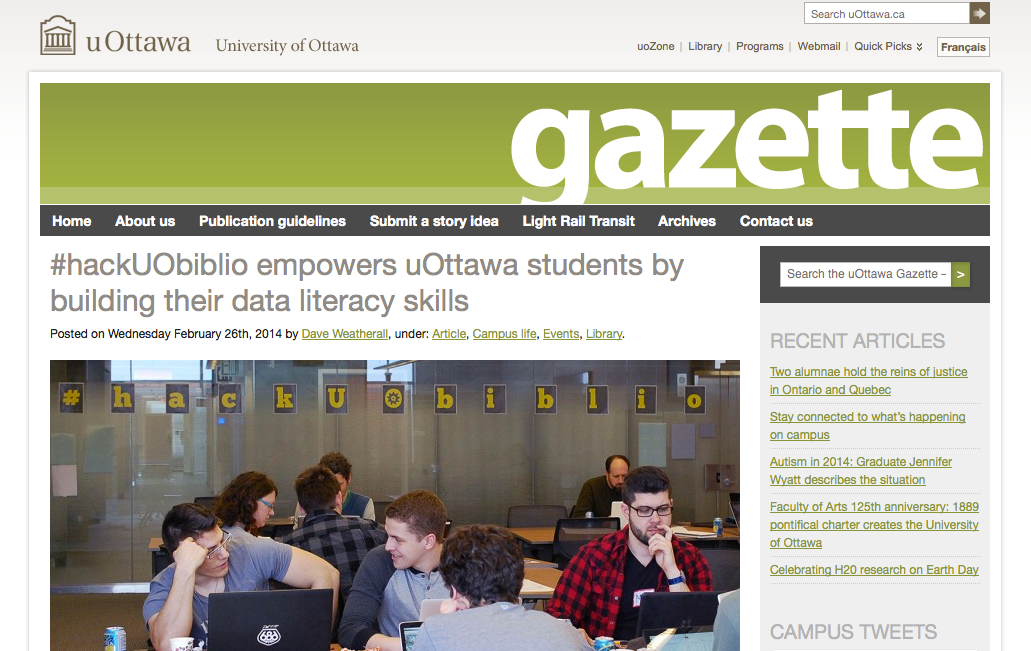 Search uOttawa.ca
uOttawa
University of Ottawa
uoZone | Library | Programs | Webmail | Quick Picks
Français
gazette
Home About us Publication guidelines Submit a story idea Light Rail Transit Archives Contact us
#hackUObiblio empowers uOttawa students by
building their data literacy skills
Posted on Wednesday February 26th, 2014 by Dave Weatherall, under: Article, Campus life, Events, Library.
#hackUObiblio
683
Search the uOttawa Gazette –
>
RECENT ARTICLES
Two alumnae hold the reins of justice
in Ontario and Quebec
Stay connected to what's happening
on campus
Autism in 2014: Graduate Jennifer
Wyatt describes the situation
Faculty of Arts 125th anniversary: 1889
pontifical charter creates the University
of Ottawa
Celebrating H20 research on Earth Day
CAMPUS TWEETS